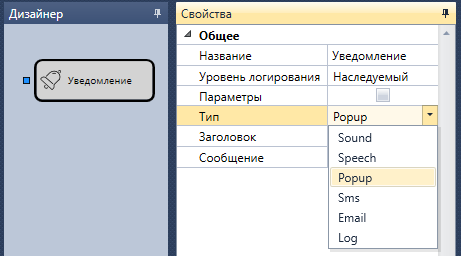 Дизайнер
Уведомление
Свойства
Общее
Название Уведомление
Уровень логирования Наследуемый
Параметры
Тип Popup
Заголовок
Сообщение
Sound
Speech
Popup
Sms
Email
Log